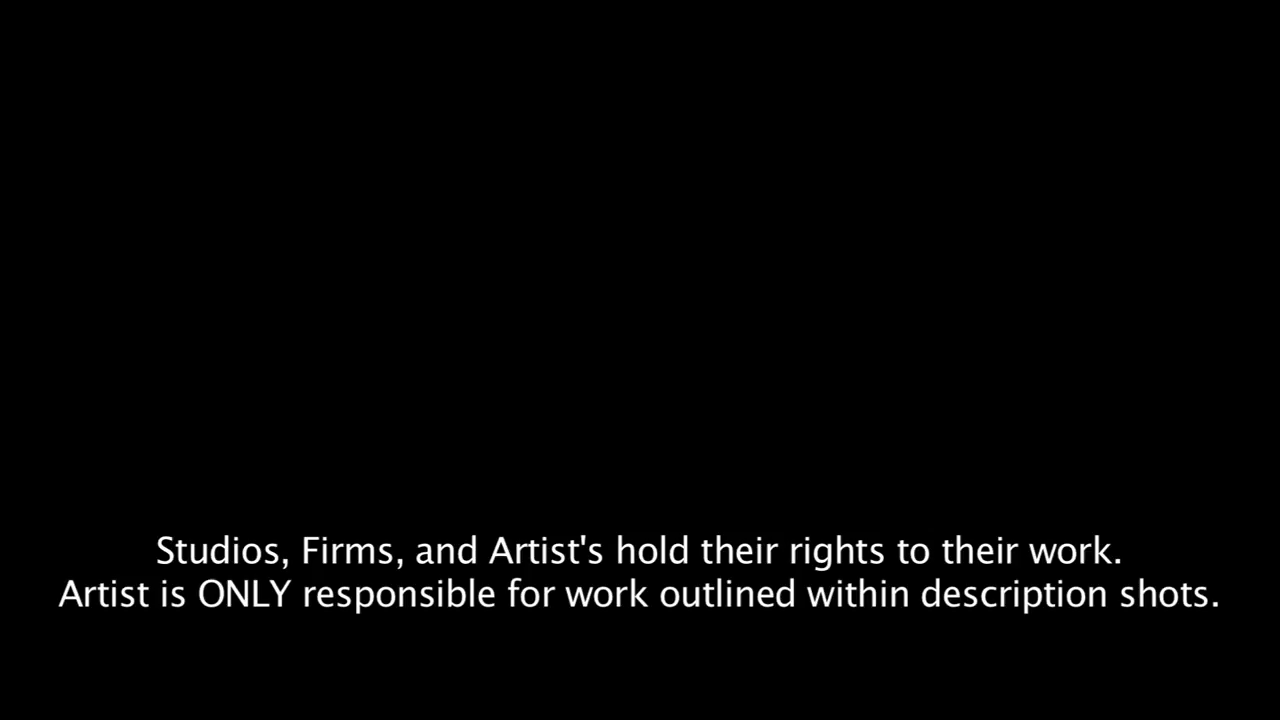 Studios, Firms, and Artist's hold their rights to their work.
Artist is ONLY responsible for work outlined within description shots.